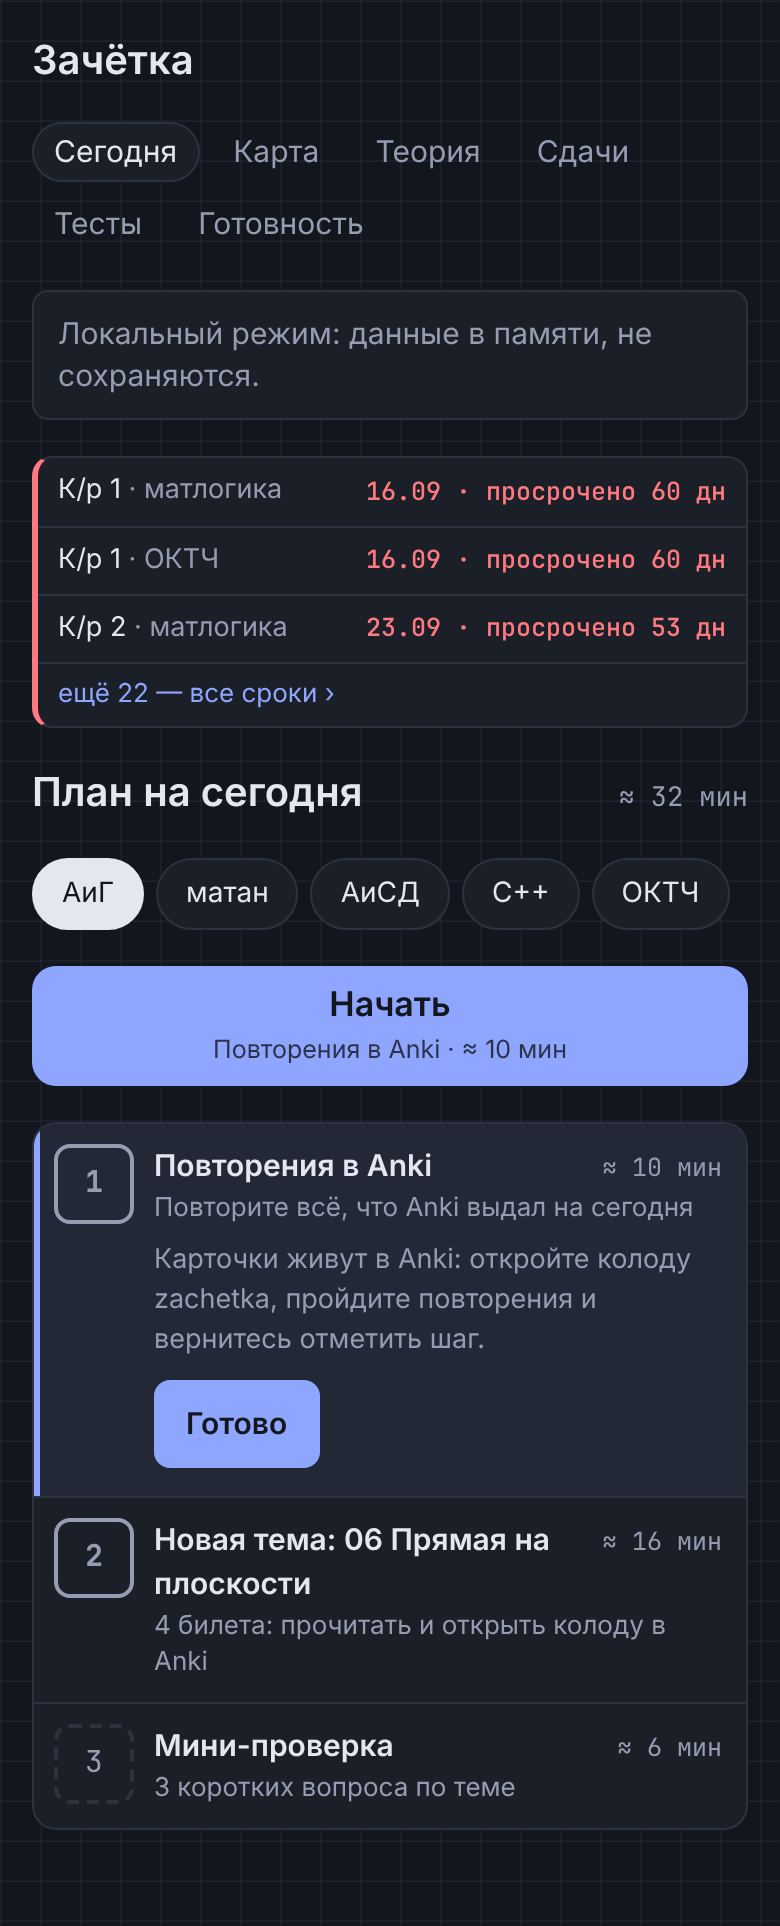 Зачётка
Сегодня Карта Теория Сдачи
Тесты Готовность
Локальный режим: данные в памяти, не
сохраняются.
К/р 1 · матлогика 16.09 · просрочено 60 дн
К/р 1 · ОКТЧ 16.09 · просрочено 60 дн
К/р 2 · матлогика 23.09 · просрочено 53 дн
ещё 22 — все сроки ›
План на сегодня ≈ 32 мин
АиГ матан АиСД C++ ОКТЧ
Начать
Повторения в Anki · ≈ 10 мин
1 Повторения в Anki ≈ 10 мин
Повторите всё, что Anki выдал на сегодня
Карточки живут в Anki: откройте колоду
zachetka, пройдите повторения и
вернитесь отметить шаг.
Готово
2 Новая тема: 06 Прямая на ≈ 16 мин
плоскости
4 билета: прочитать и открыть колоду в
Anki
3 Мини-проверка ≈ 6 мин
3 коротких вопроса по теме